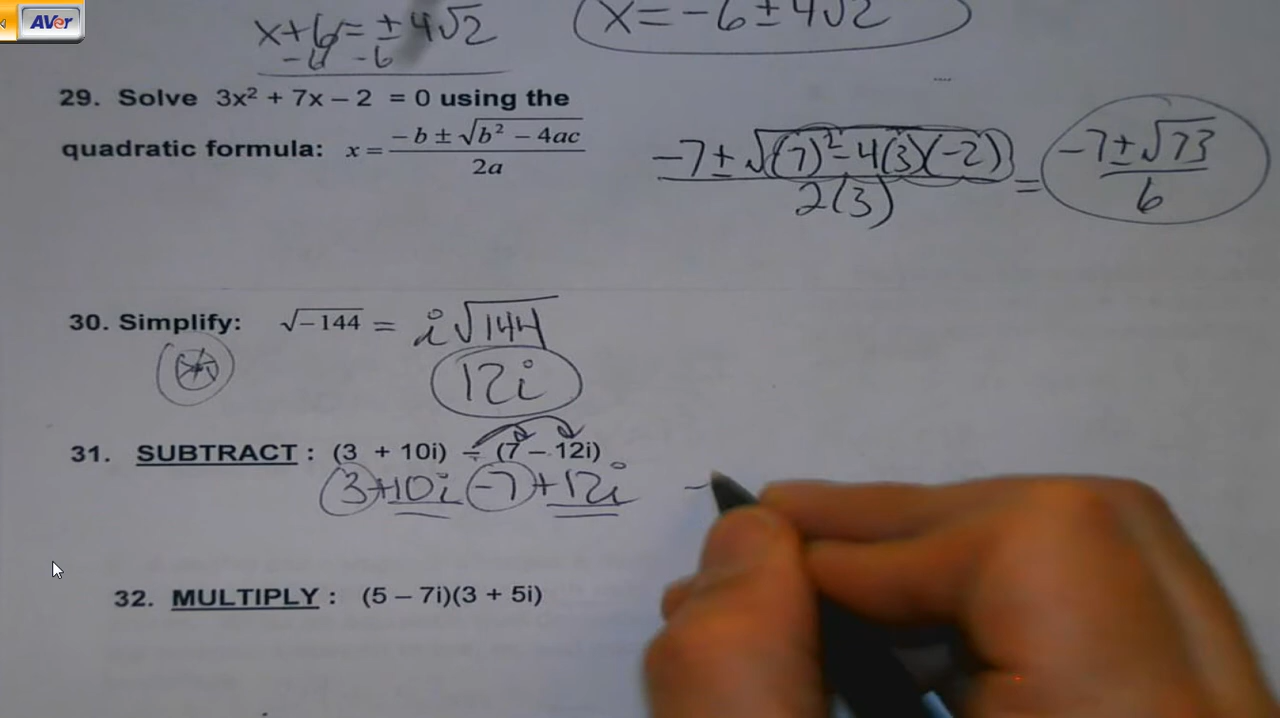 AVer
x+6=±4√2
x=-6±4√2
-6 -6
29. Solve 3x² + 7x – 2 = 0 using the
quadratic formula: x = (-b ± √(b² - 4ac))/(2a)
(-7±√((7)²-4(3)(-2)))/(2(3)) = (-7±√73)/6
30. Simplify: √-144 = i√144
12i
31. SUBTRACT : (3 + 10i) – (7 – 12i)
3+10i -7 +12i -
32. MULTIPLY : (5 – 7i)(3 + 5i)